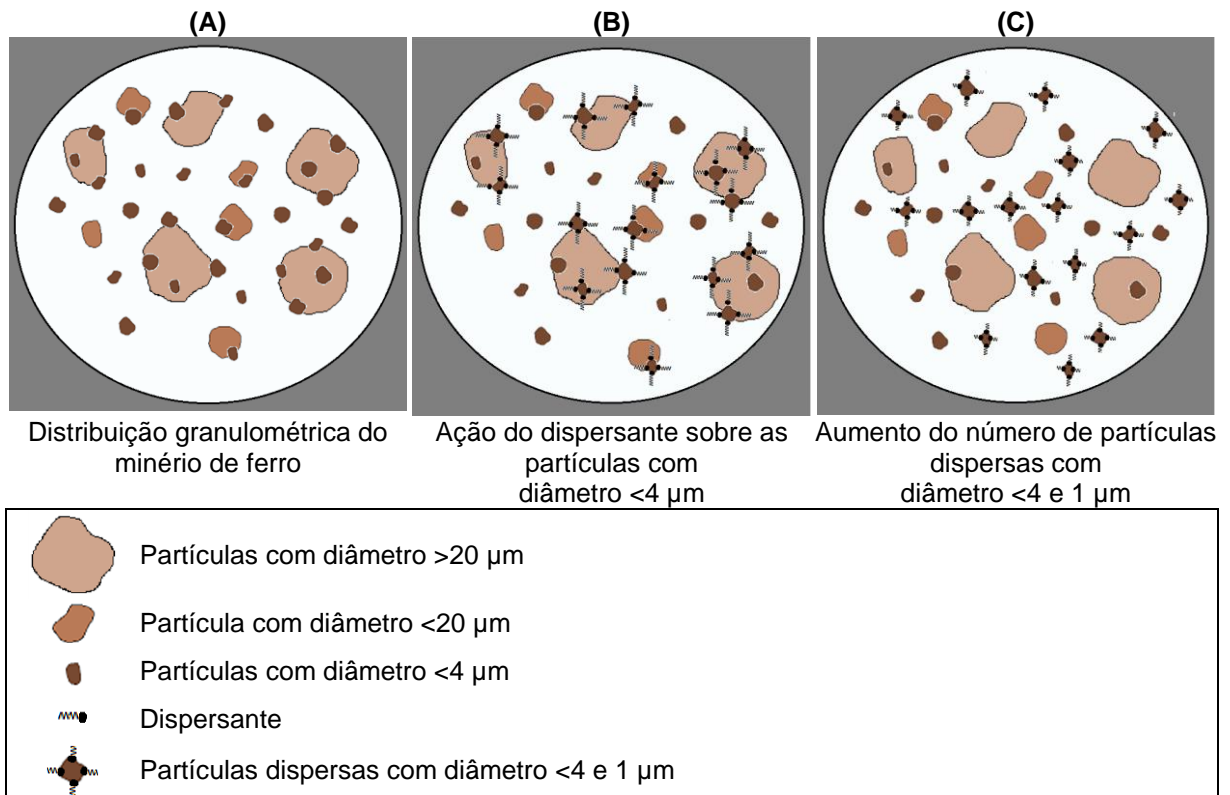 (A)
(B)
(C)
Distribuição granulométrica do
minério de ferro
Ação do dispersante sobre as
partículas com
diâmetro <4 µm
Aumento do número de partículas
dispersas com
diâmetro <4 e 1 µm
Partículas com diâmetro >20 µm
Partícula com diâmetro <20 µm
Partículas com diâmetro <4 µm
Dispersante
Partículas dispersas com diâmetro <4 e 1 µm